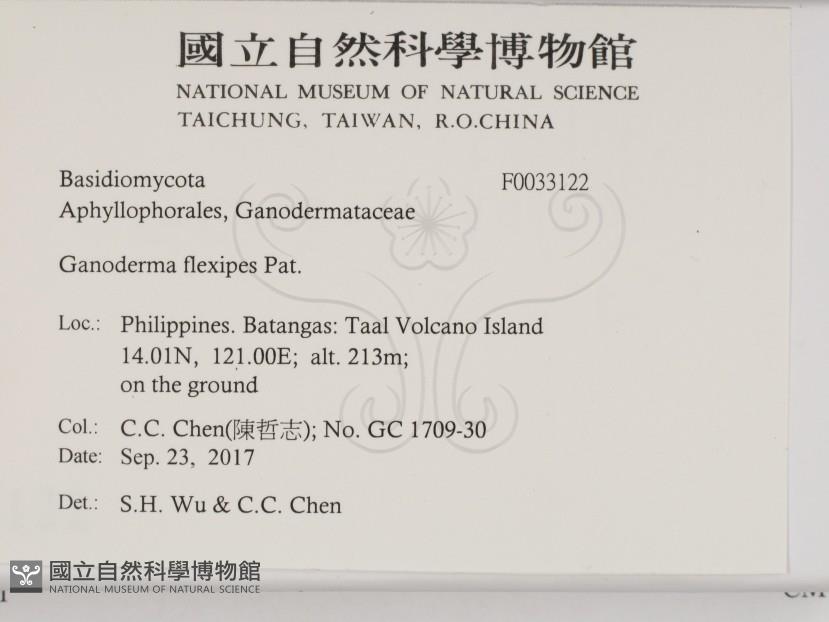 國立自然科學博物館
NATIONAL MUSEUM OF NATURAL SCIENCE
TAICHUNG, TAIWAN, R.O.CHINA
Basidiomycota F0033122
Aphyllophorales, Ganodermataceae
Ganoderma flexipes Pat.
Loc.: Philippines. Batangas: Taal Volcano Island
14.01N, 121.00E; alt. 213m;
on the ground
Col.: C.C. Chen(陳哲志); No. GC 1709-30
Date: Sep. 23, 2017
Det.: S.H. Wu & C.C. Chen
國立自然科學博物館
NATIONAL MUSEUM OF NATURAL SCIENCE